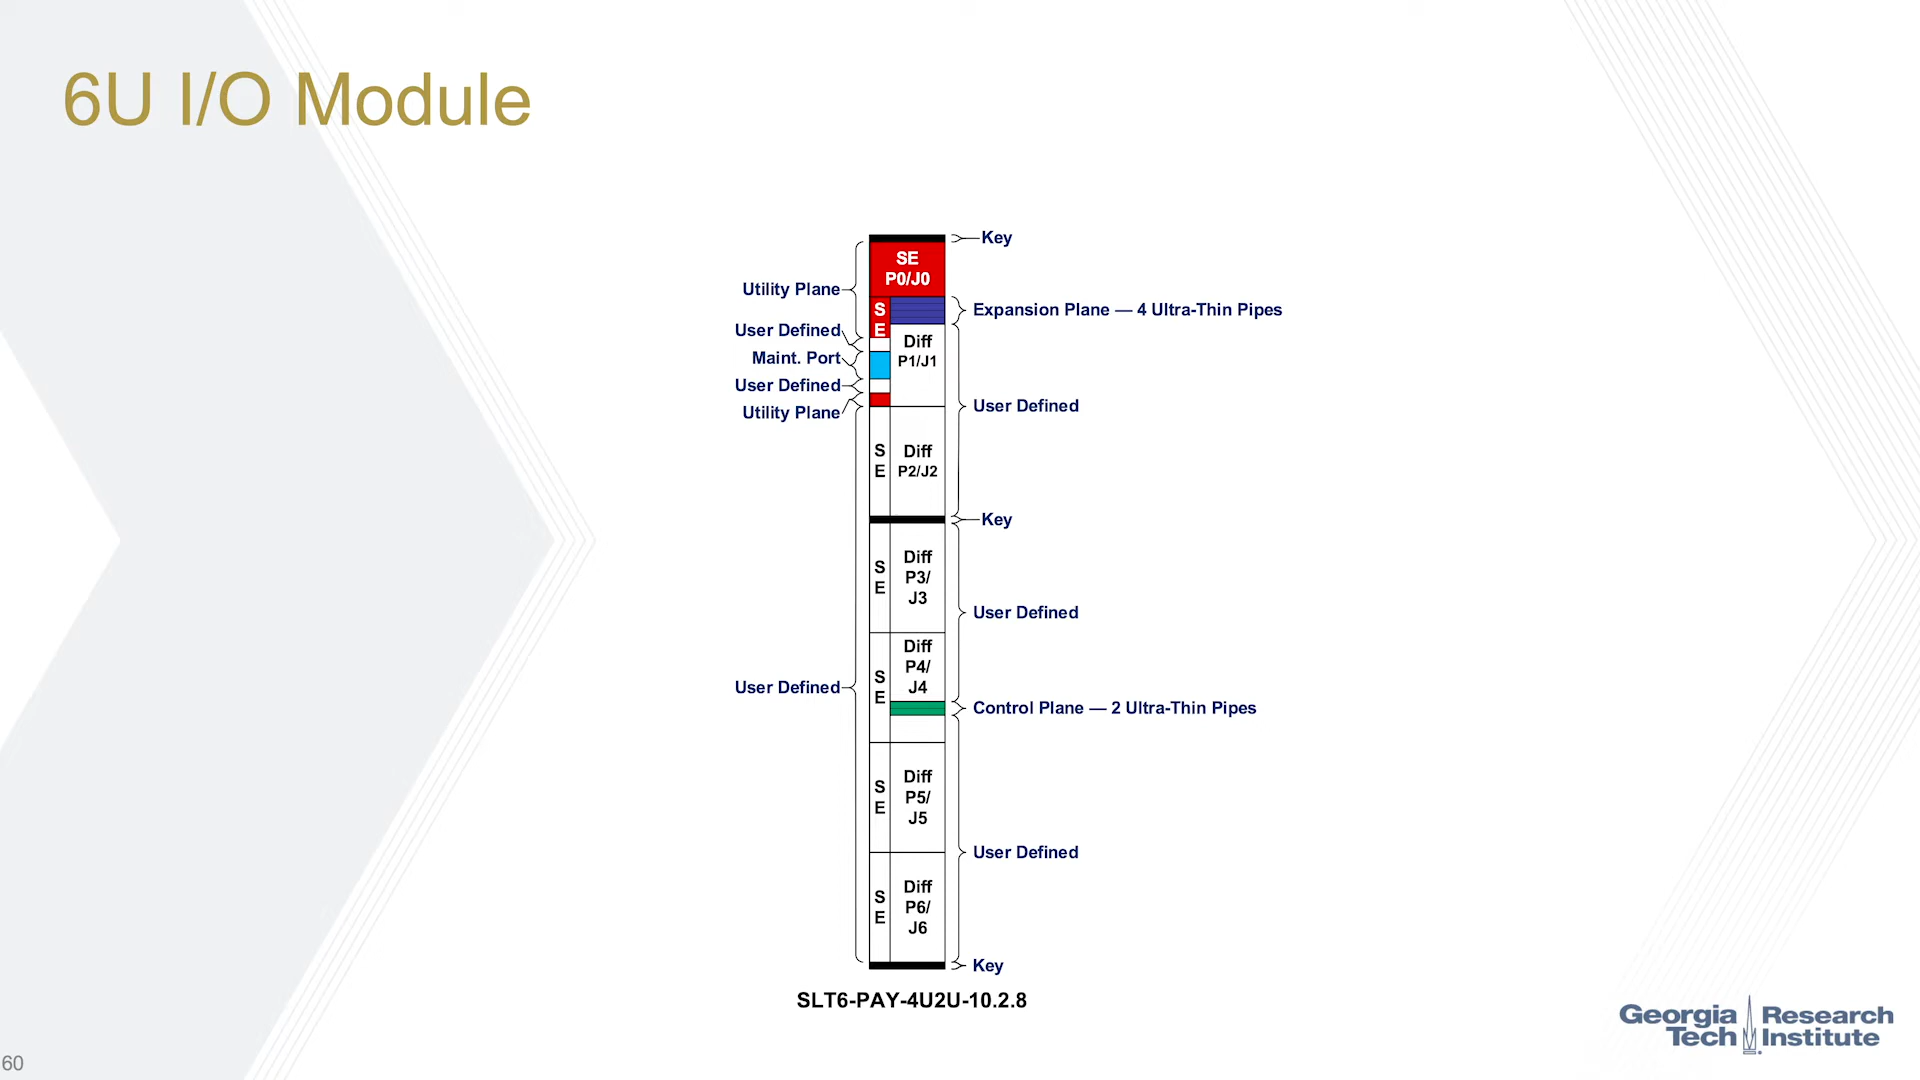 6U I/O Module
Key
SE
P0/J0
Utility Plane
S
E
Expansion Plane — 4 Ultra-Thin Pipes
User Defined
Diff
P1/J1
Maint. Port
User Defined
Utility Plane
User Defined
S
E
Diff
P2/J2
Key
S
E
Diff
P3/
J3
User Defined
S
E
Diff
P4/
J4
User Defined
Control Plane — 2 Ultra-Thin Pipes
S
E
Diff
P5/
J5
User Defined
S
E
Diff
P6/
J6
Key
SLT6-PAY-4U2U-10.2.8
Georgia Research
Tech Institute
60